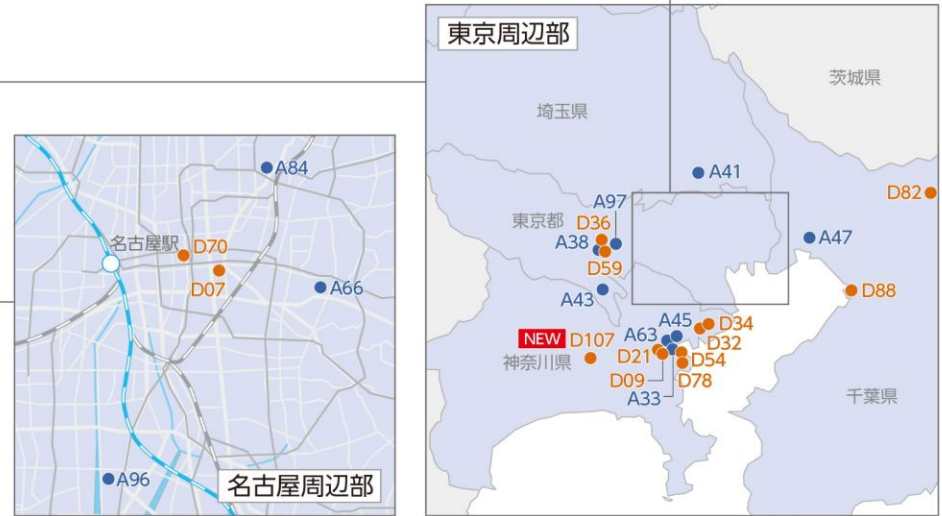 東京周辺部
茨城県
埼玉県
A41
D82
A97
東京都
D36
A38
A47
D59
A43
D88
A45
D34
NEW
D107
A63
D32
神奈川県
D21
D54
D09
D78
A33
千葉県
A84
名古屋駅
D70
D07
A66
A96
名古屋周辺部